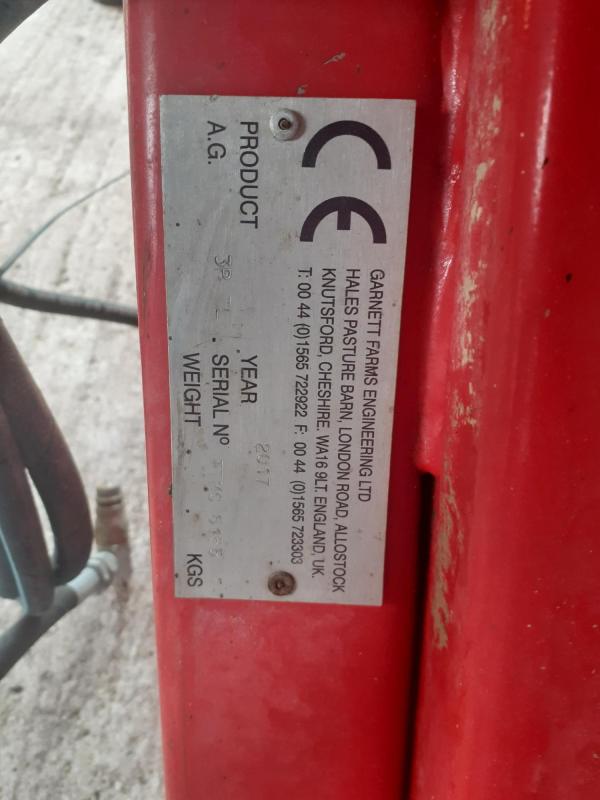 CE
GARNETT FARMS ENGINEERING LTD
HALES PASTURE BARN, LONDON ROAD, ALLOSTOCK
KNUTSFORD, CHESHIRE. WA16 9LT. ENGLAND, UK.
T: 00 44 (0)1565 722922 F: 00 44 (0)1565 723303
PRODUCT YEAR 2017
A.G. SERIAL Nº
WEIGHT KGS